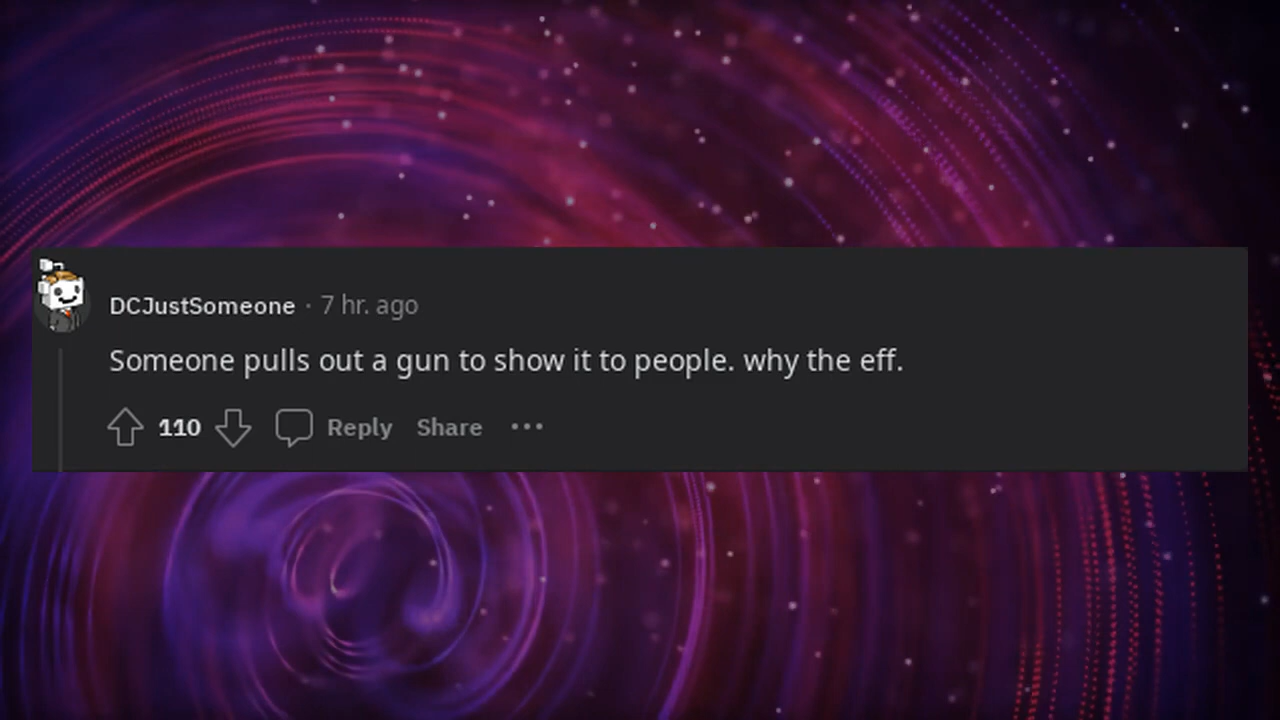 DCJustSomeone · 7 hr. ago
Someone pulls out a gun to show it to people. why the eff.
110 Reply Share •••